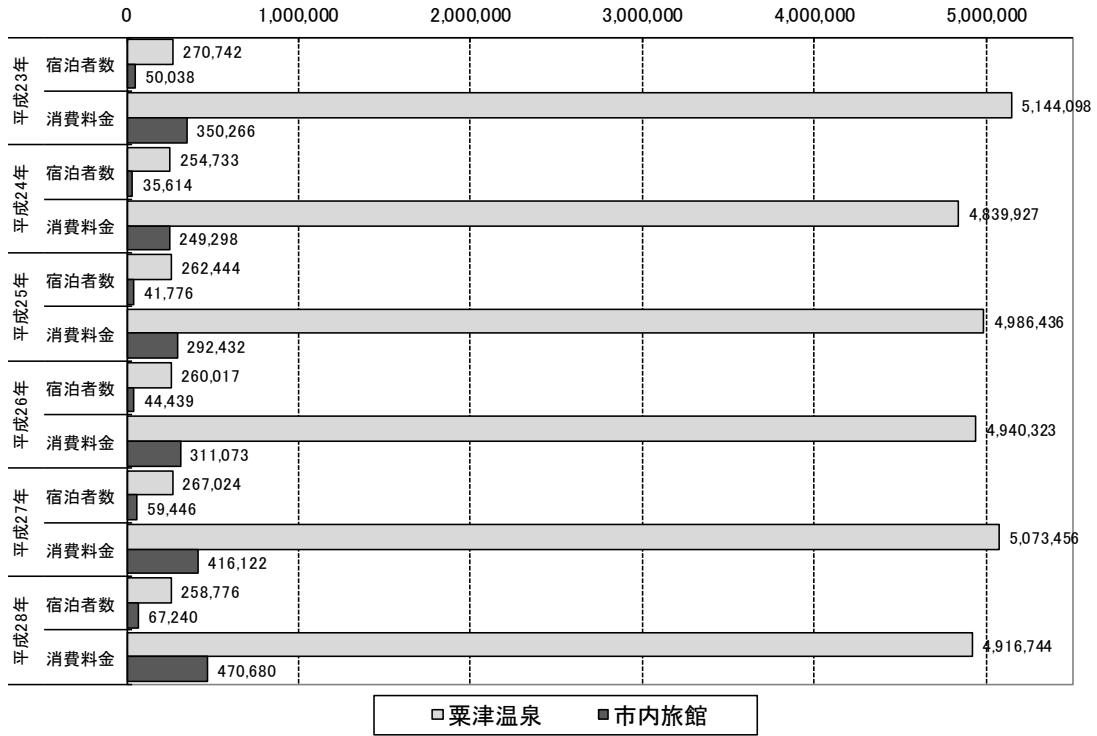 0 1,000,000 2,000,000 3,000,000 4,000,000 5,000,000
平成23年
宿泊者数
270,742
50,038
消費料金
5,144,098
350,266
平成24年
宿泊者数
254,733
35,614
消費料金
4,839,927
249,298
平成25年
宿泊者数
262,444
41,776
消費料金
4,986,436
292,432
平成26年
宿泊者数
260,017
44,439
消費料金
4,940,323
311,073
平成27年
宿泊者数
267,024
59,446
消費料金
5,073,456
416,122
平成28年
宿泊者数
258,776
67,240
消費料金
4,916,744
470,680
粟津温泉 市内旅館